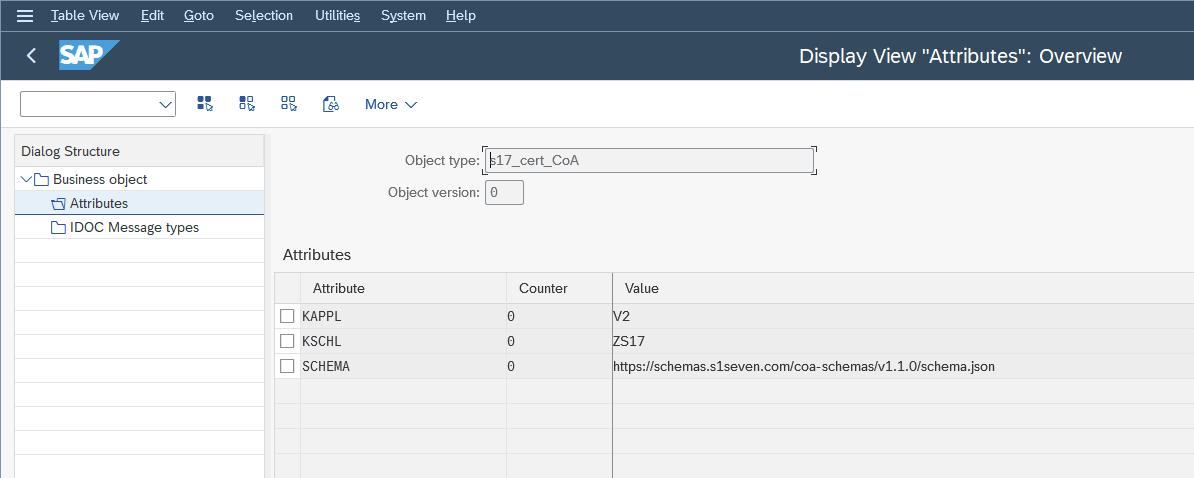 Table View Edit Goto Selection Utilities System Help
SAP Display View "Attributes": Overview
More
Dialog Structure
Business object
Attributes
IDOC Message types
Object type: s17_cert_CoA
Object version: 0
Attributes
Attribute Counter Value
KAPPL 0 V2
KSCHL 0 ZS17
SCHEMA 0 https://schemas.s1seven.com/coa-schemas/v1.1.0/schema.json